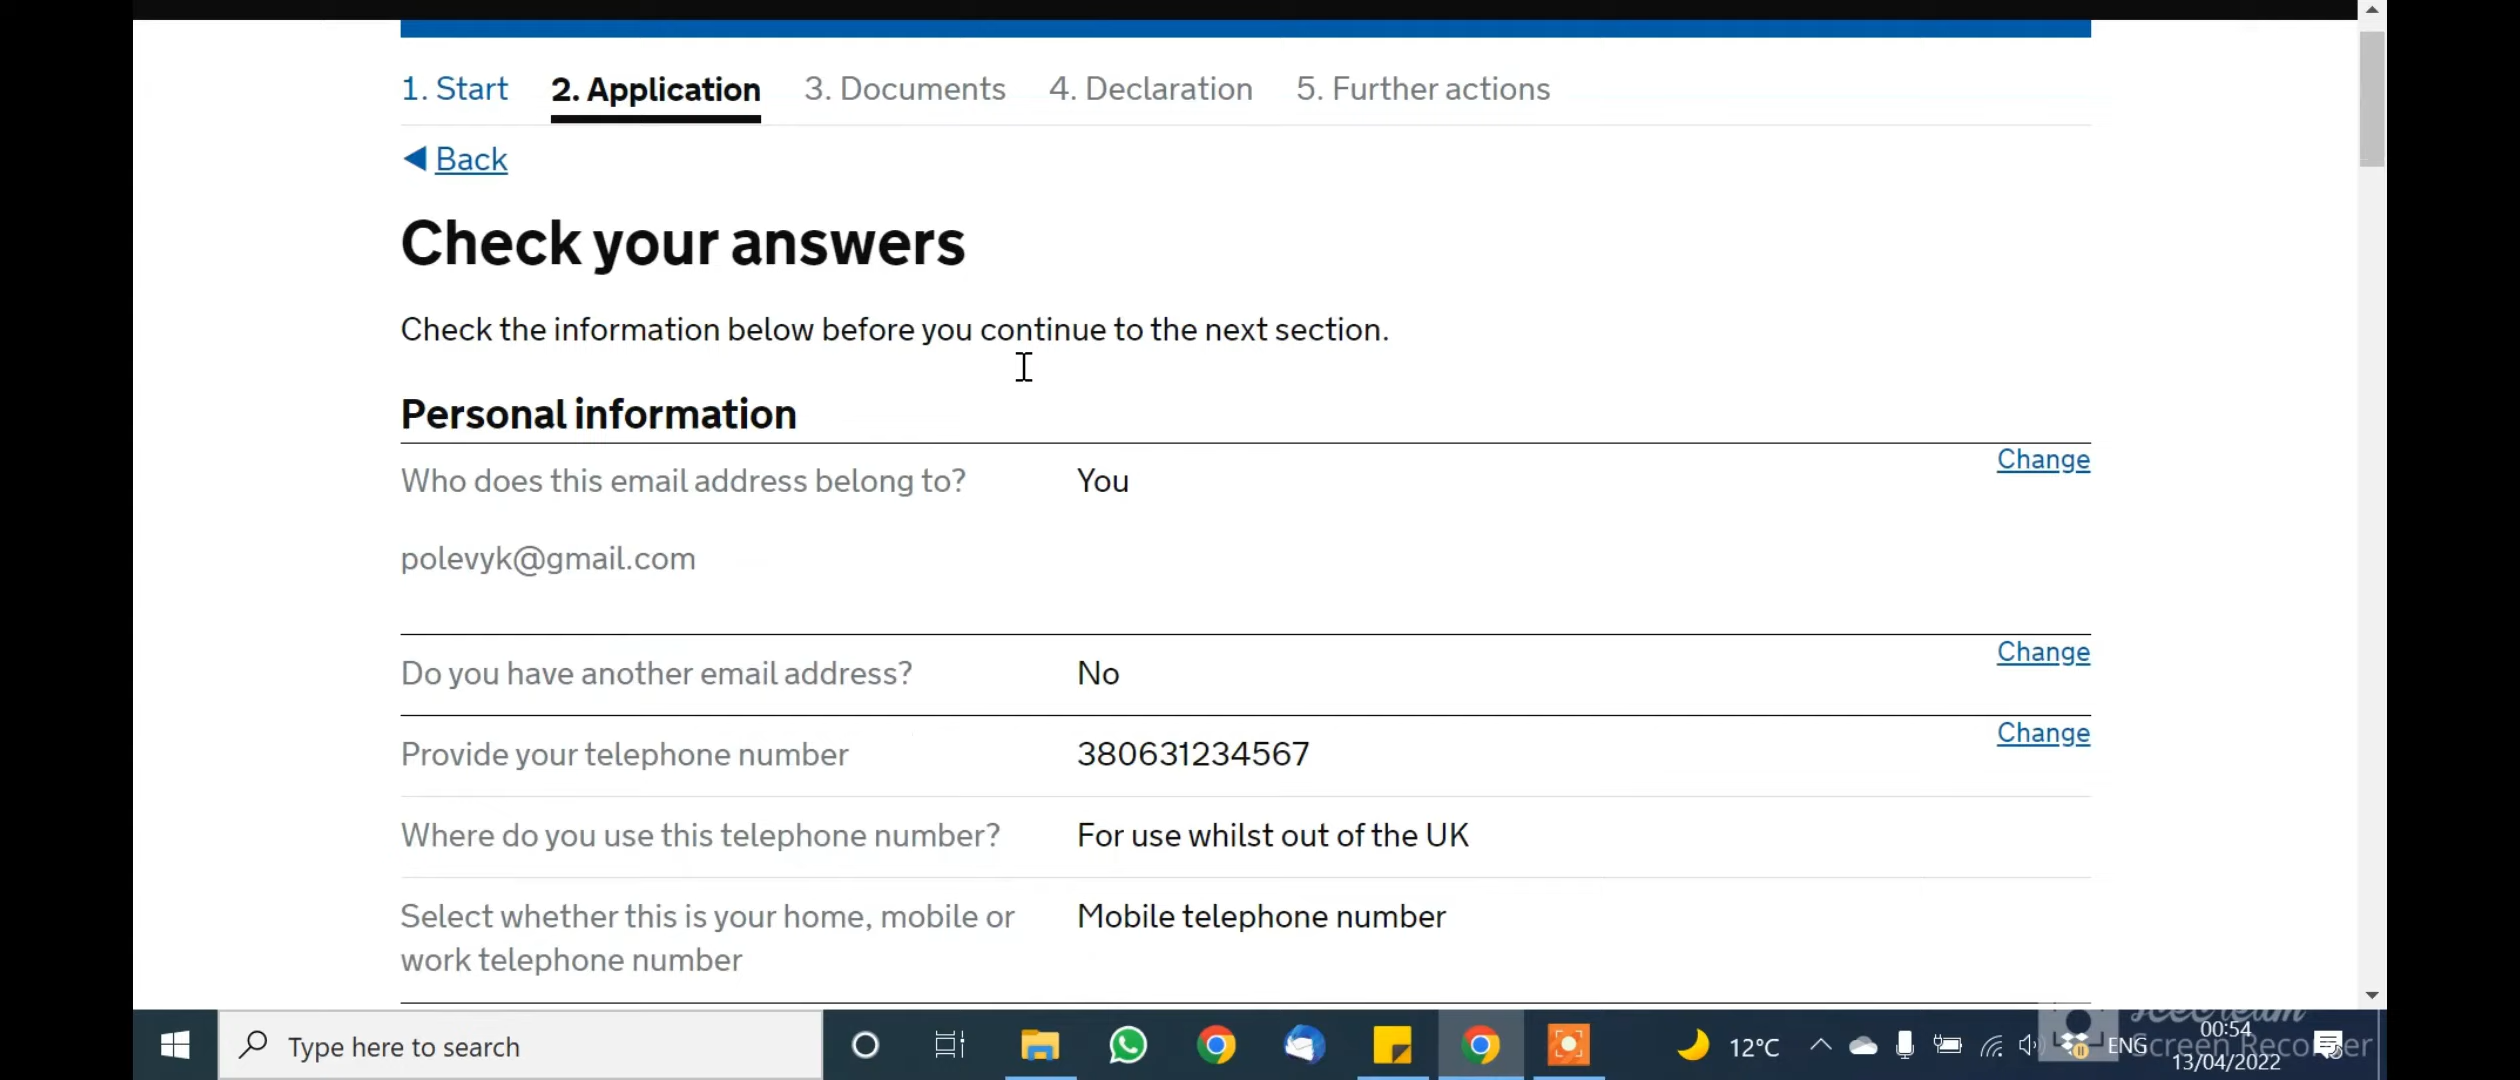 1. Start 2. Application 3. Documents 4. Declaration 5. Further actions
Back
Check your answers
Check the information below before you continue to the next section.
Personal information
Who does this email address belong to? You Change
polevyk@gmail.com
Do you have another email address? No Change
Provide your telephone number 380631234567 Change
Where do you use this telephone number? For use whilst out of the UK
Select whether this is your home, mobile or Mobile telephone number
work telephone number
Type here to search 12°C ENG 00:54
13/04/2022
Icecream
Screen Recorder